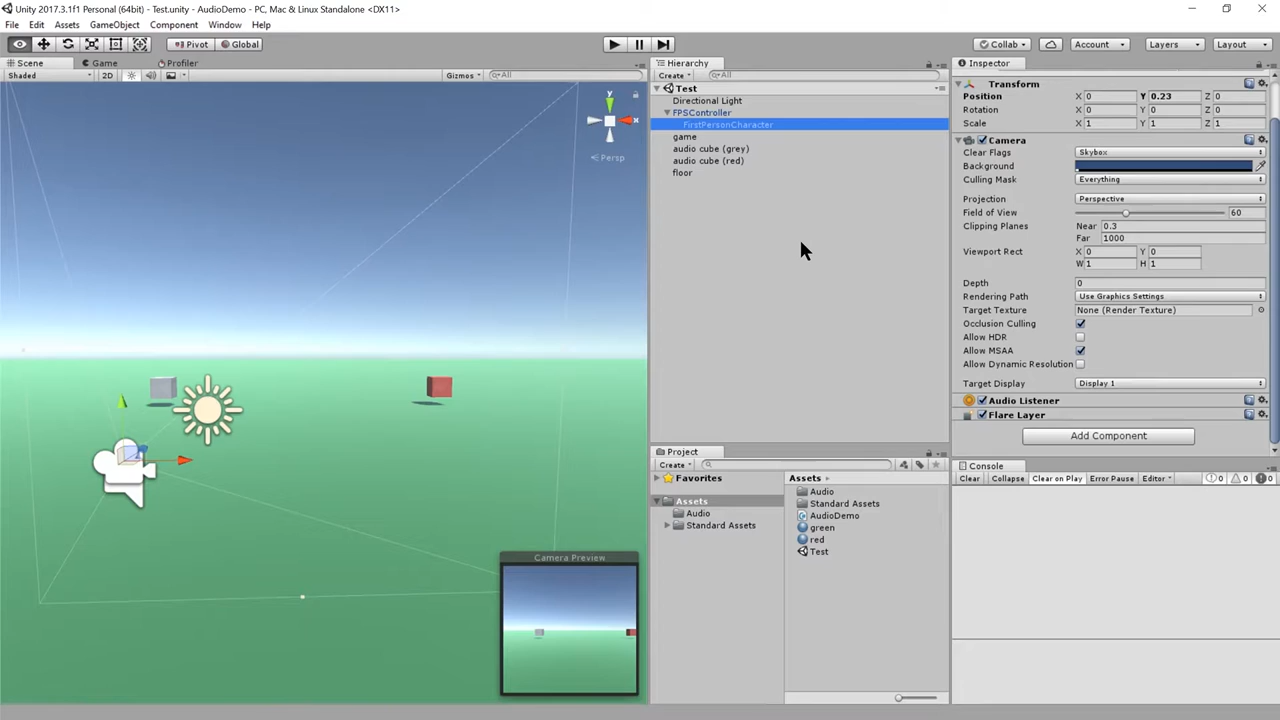 Unity 2017.3.1f1 Personal (64bit) - Test.unity - AudioDemo - PC, Mac & Linux Standalone <DX11>
File Edit Assets GameObject Component Window Help
Pivot Global Collab Account Layers Layout
Scene Game Profiler
Shaded 2D Gizmos All
y
x
Persp
Camera Preview
Hierarchy
Create All
Test
Directional Light
FPSController
FirstPersonCharacter
game
audio cube (grey)
audio cube (red)
floor
Project
Create
Favorites
Assets
Audio
Standard Assets
Assets
Audio
Standard Assets
AudioDemo
green
red
Test
Inspector
Transform
Position X 0 Y 0.23 Z 0
Rotation X 0 Y 0 Z 0
Scale X 1 Y 1 Z 1
Camera
Clear Flags Skybox
Background
Culling Mask Everything
Projection Perspective
Field of View 60
Clipping Planes Near 0.3
Far 1000
Viewport Rect X 0 Y 0
W 1 H 1
Depth 0
Rendering Path Use Graphics Settings
Target Texture None (Render Texture)
Occlusion Culling
Allow HDR
Allow MSAA
Allow Dynamic Resolution
Target Display Display 1
Audio Listener
Flare Layer
Add Component
Console
Clear Collapse Clear on Play Error Pause Editor 0 0 0